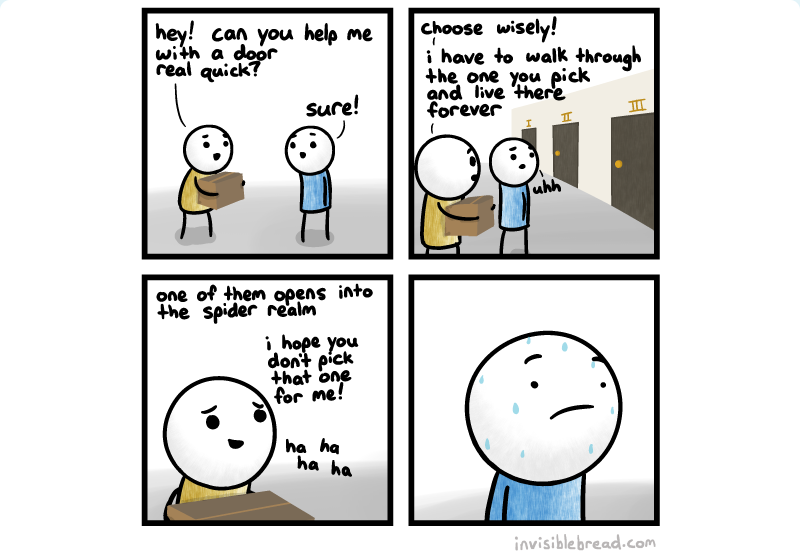 hey! can you help me
with a door
real quick?
sure!
choose wisely!
i have to walk through
the one you pick
and live there
forever
uhh
I
II
III
one of them opens into
the spider realm
i hope you
don't pick
that one
for me!
ha ha
ha ha
invisiblebread.com